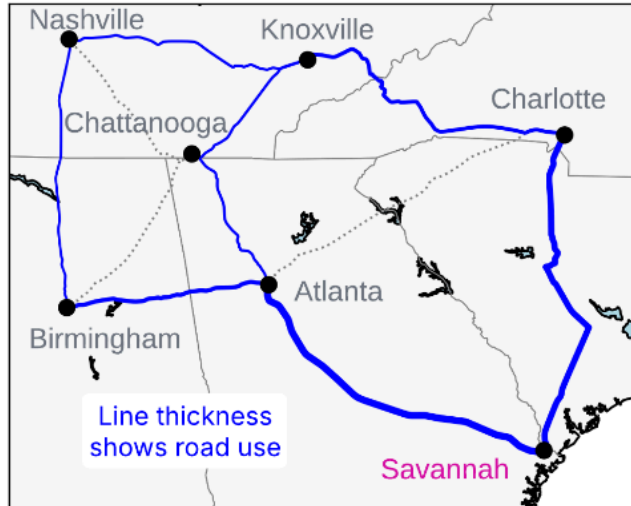 Nashville
Knoxville
Charlotte
Chattanooga
Atlanta
Birmingham
Line thickness
shows road use
Savannah